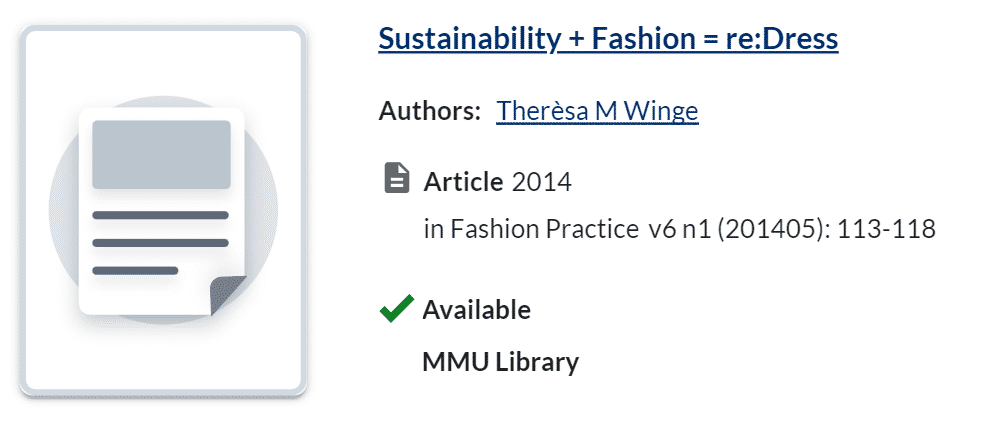 Sustainability + Fashion = re:Dress
Authors: Therèsa M Winge
Article 2014
in Fashion Practice v6 n1 (201405): 113-118
Available
MMU Library